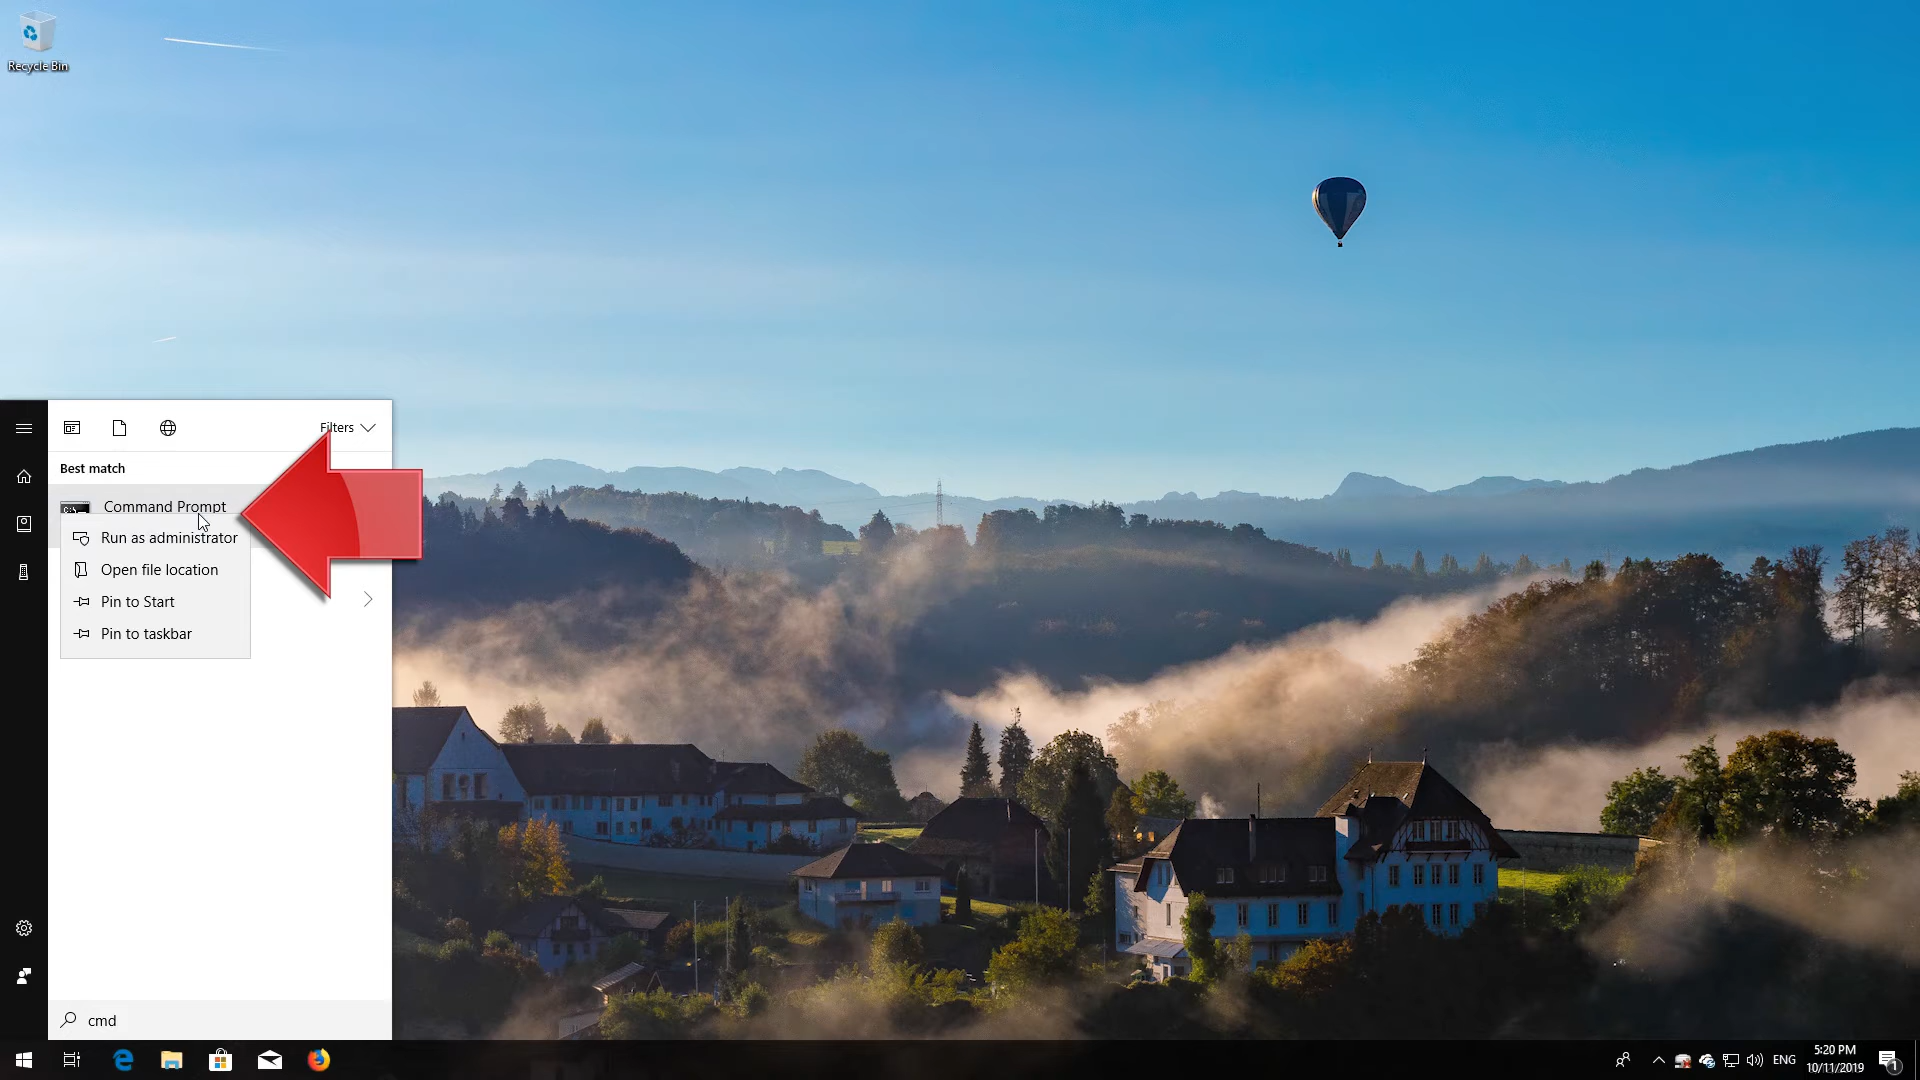 Recycle Bin
Filters
Best match
Command Prompt
Run as administrator
Open file location
Pin to Start
Pin to taskbar
cmd
ENG
5:20 PM
10/11/2019
1